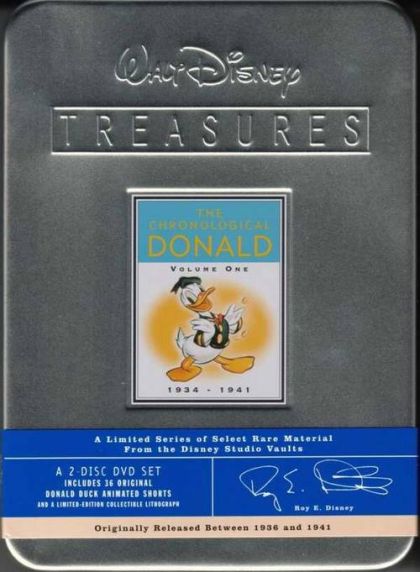 WALT DISNEY
TREASURES
THE
CHRONOLOGICAL
DONALD
VOLUME ONE
1934 - 1941
A Limited Series of Select Rare Material
From the Disney Studio Vaults
A 2-DISC DVD SET
INCLUDES 36 ORIGINAL
DONALD DUCK ANIMATED SHORTS
AND A LIMITED-EDITION COLLECTIBLE LITHOGRAPH
Roy E. Disney
Roy E. Disney
Originally Released Between 1936 and 1941